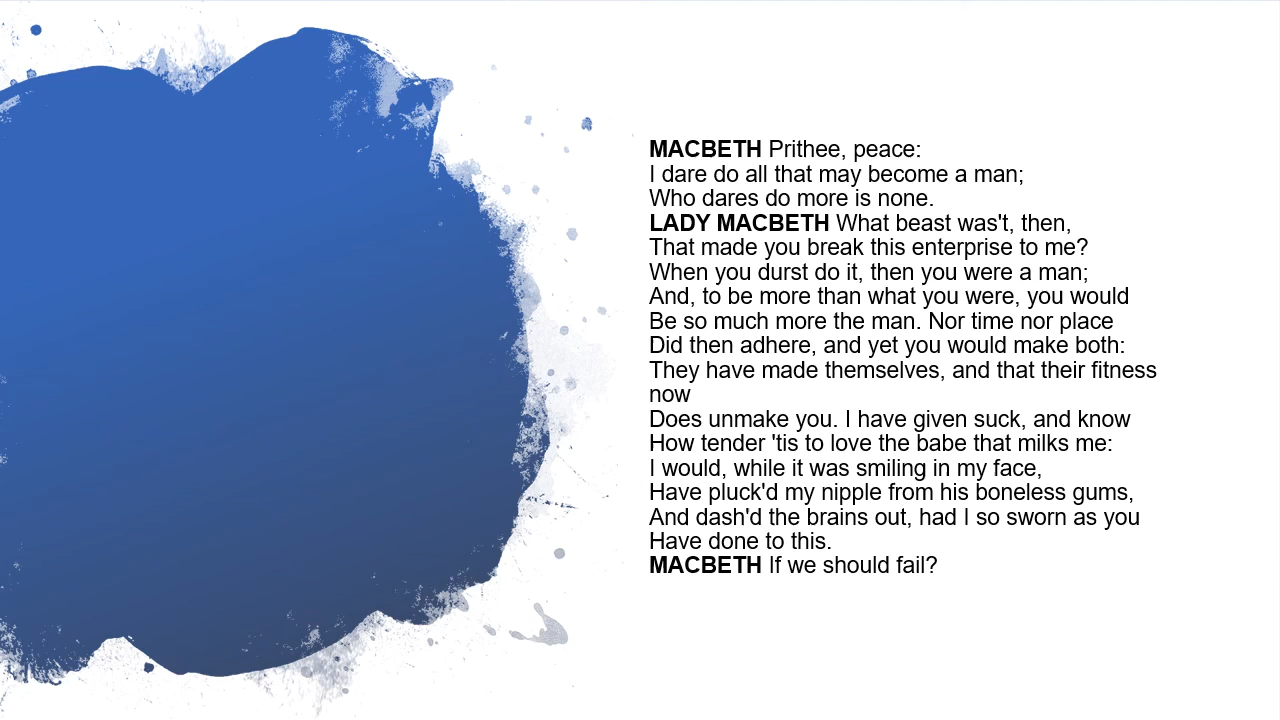 MACBETH Prithee, peace:
I dare do all that may become a man;
Who dares do more is none.
LADY MACBETH What beast was't, then,
That made you break this enterprise to me?
When you durst do it, then you were a man;
And, to be more than what you were, you would
Be so much more the man. Nor time nor place
Did then adhere, and yet you would make both:
They have made themselves, and that their fitness
now
Does unmake you. I have given suck, and know
How tender 'tis to love the babe that milks me:
I would, while it was smiling in my face,
Have pluck'd my nipple from his boneless gums,
And dash'd the brains out, had I so sworn as you
Have done to this.
MACBETH If we should fail?